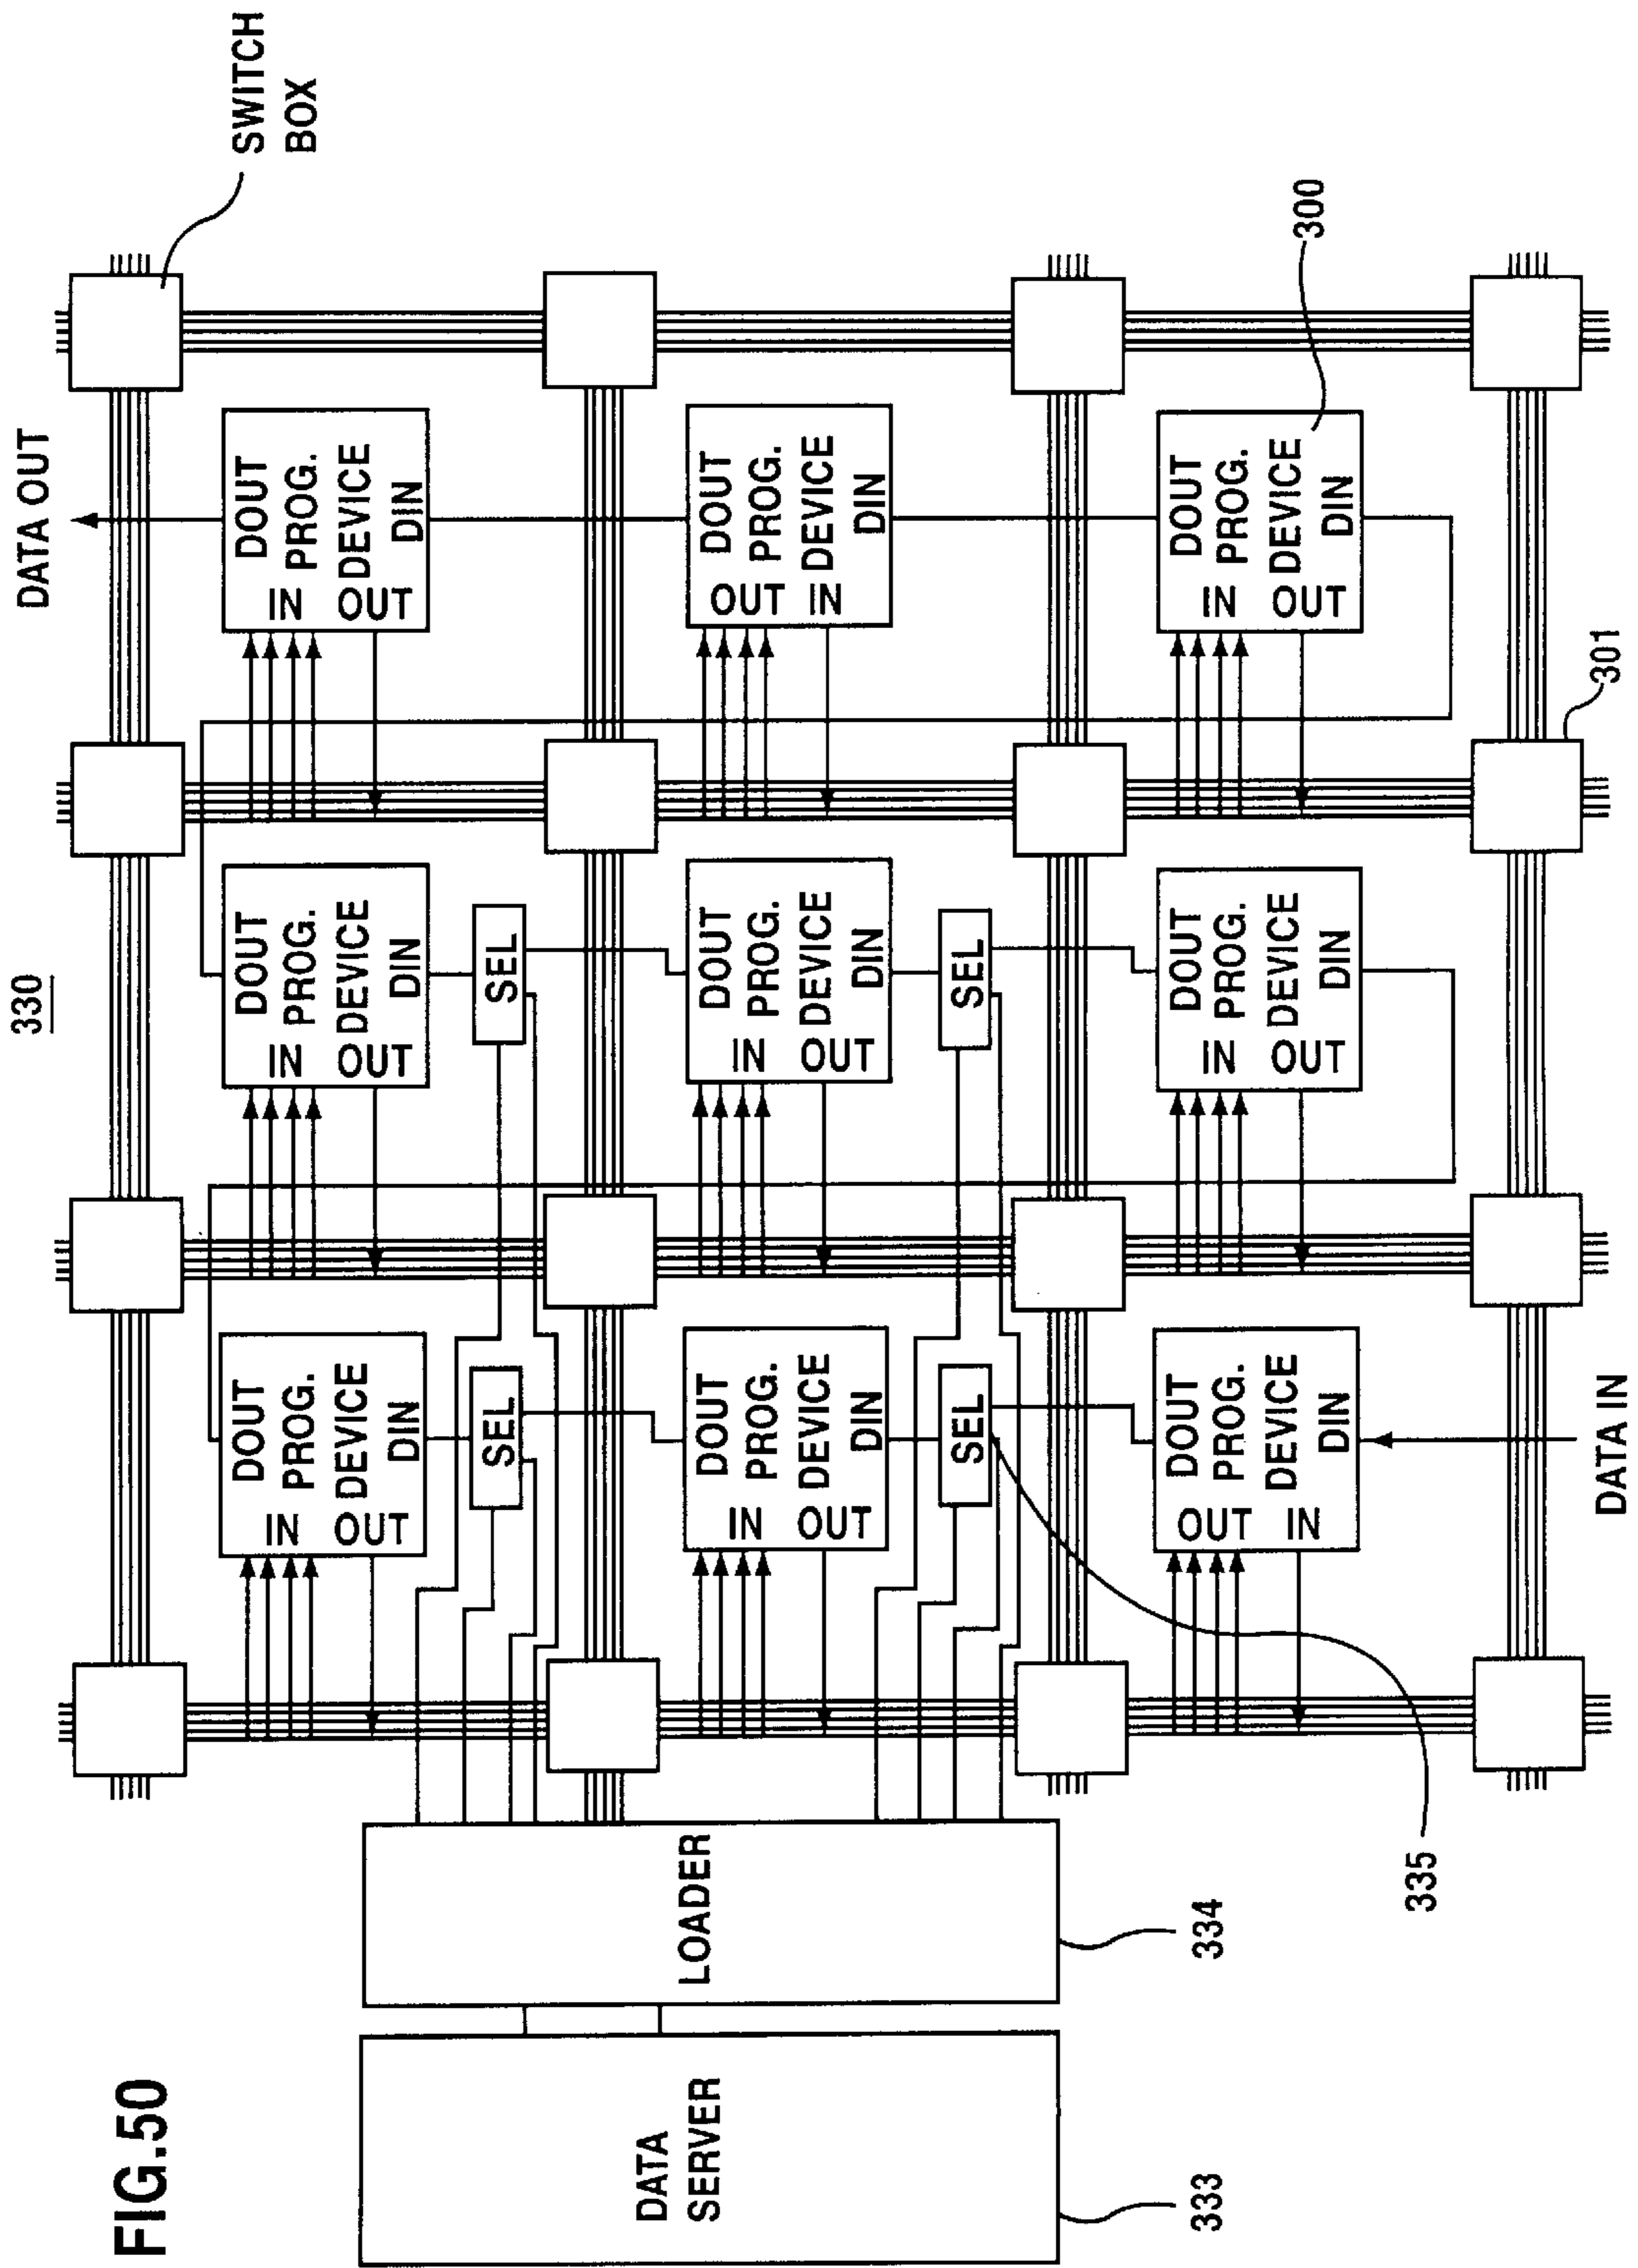 FIG.50
330
DATA OUT
SWITCH
BOX
DOUT
IN PROG.
OUT DEVICE
DIN
DOUT
IN PROG.
OUT DEVICE
DIN
DOUT
IN PROG.
OUT DEVICE
DIN
SEL
SEL
DATA
SERVER
LOADER
DOUT
IN PROG.
OUT DEVICE
DIN
DOUT
IN PROG.
OUT DEVICE
DIN
DOUT
OUT PROG.
IN DEVICE
DIN
SEL
SEL
333
334
335
DOUT
OUT PROG.
IN DEVICE
DIN
DOUT
IN PROG.
OUT DEVICE
DIN
DOUT
IN PROG.
OUT DEVICE
DIN
300
DATA IN
301